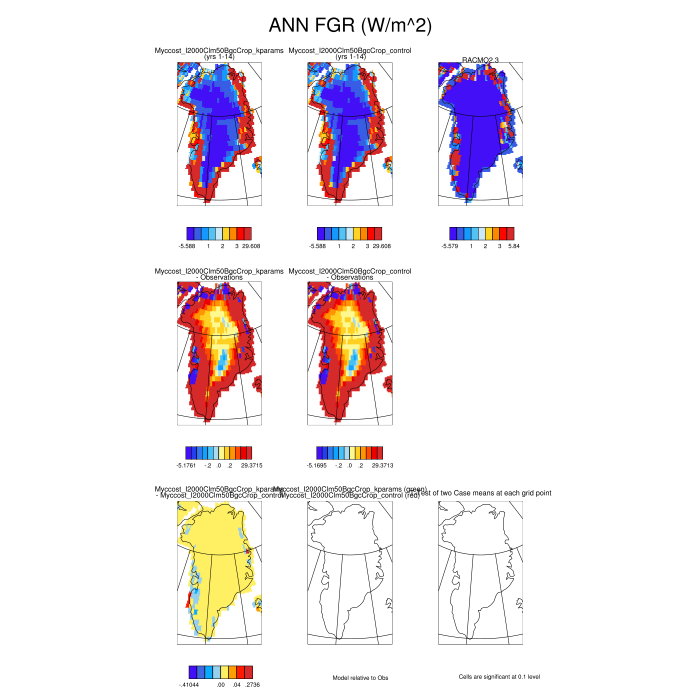 ANN FGR (W/m^2)
Myccost_I2000Clm50BgcCrop_kparams
(yrs 1-14)
Myccost_I2000Clm50BgcCrop_control
(yrs 1-14)
RACMO2.3
-5.588 1 2 3 29.608
-5.588 1 2 3 29.608
-5.579 1 2 3 5.84
Myccost_I2000Clm50BgcCrop_kparams
- Observations
Myccost_I2000Clm50BgcCrop_control
- Observations
-5.1761 -.2 .0 .2 29.3715
-5.1695 -.2 .0 .2 29.3713
Myccost_I2000Clm50BgcCrop_kparams
- Myccost_I2000Clm50BgcCrop_control
Myccost_I2000Clm50BgcCrop_kparams (green)
Myccost_I2000Clm50BgcCrop_control (red)
est of two Case means at each grid point
-.41044 .00 .04 .2736
Model relative to Obs
Cells are significant at 0.1 level